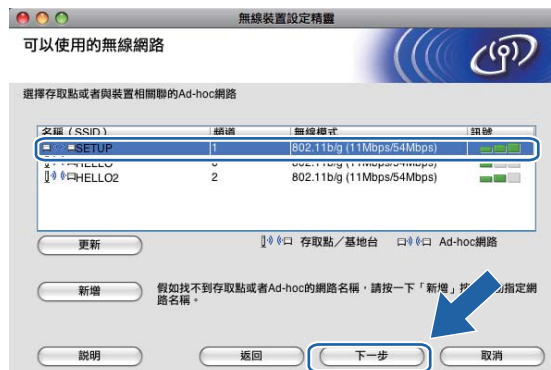 無線裝置設定精靈
可以使用的無線網路
選擇存取點或者與裝置相關聯的Ad-hoc網路
名稱（SSID） 頻道 無線模式 訊號
SETUP 1 802.11b/g (11Mbps/54Mbps)
HELLO
HELLO2 2 802.11b/g (11Mbps/54Mbps)
更新 存取點／基地台 Ad-hoc網路
新增 假如找不到存取點或者Ad-hoc的網路名稱，請按一下「新增」按 指定網
路名稱。
說明 返回 下一步 取消